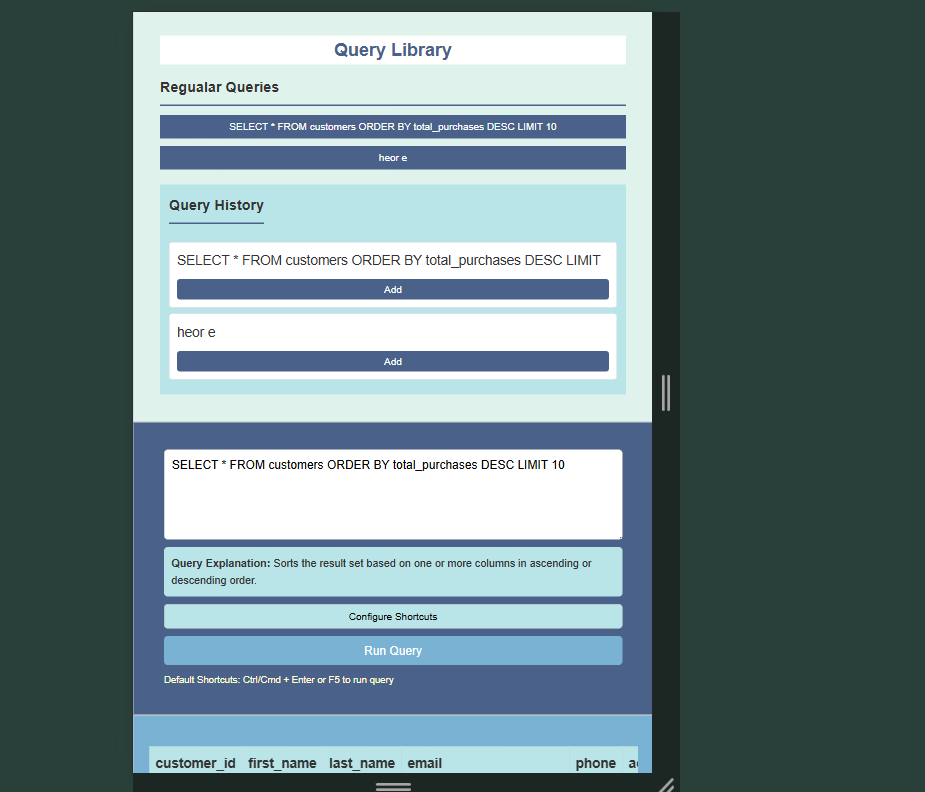 Query Library
Regualar Queries
SELECT * FROM customers ORDER BY total_purchases DESC LIMIT 10
heor e
Query History
SELECT * FROM customers ORDER BY total_purchases DESC LIMIT
Add
heor e
Add
SELECT * FROM customers ORDER BY total_purchases DESC LIMIT 10
Query Explanation: Sorts the result set based on one or more columns in ascending or
descending order.
Configure Shortcuts
Run Query
Default Shortcuts: Ctrl/Cmd + Enter or F5 to run query
customer_id first_name last_name email phone